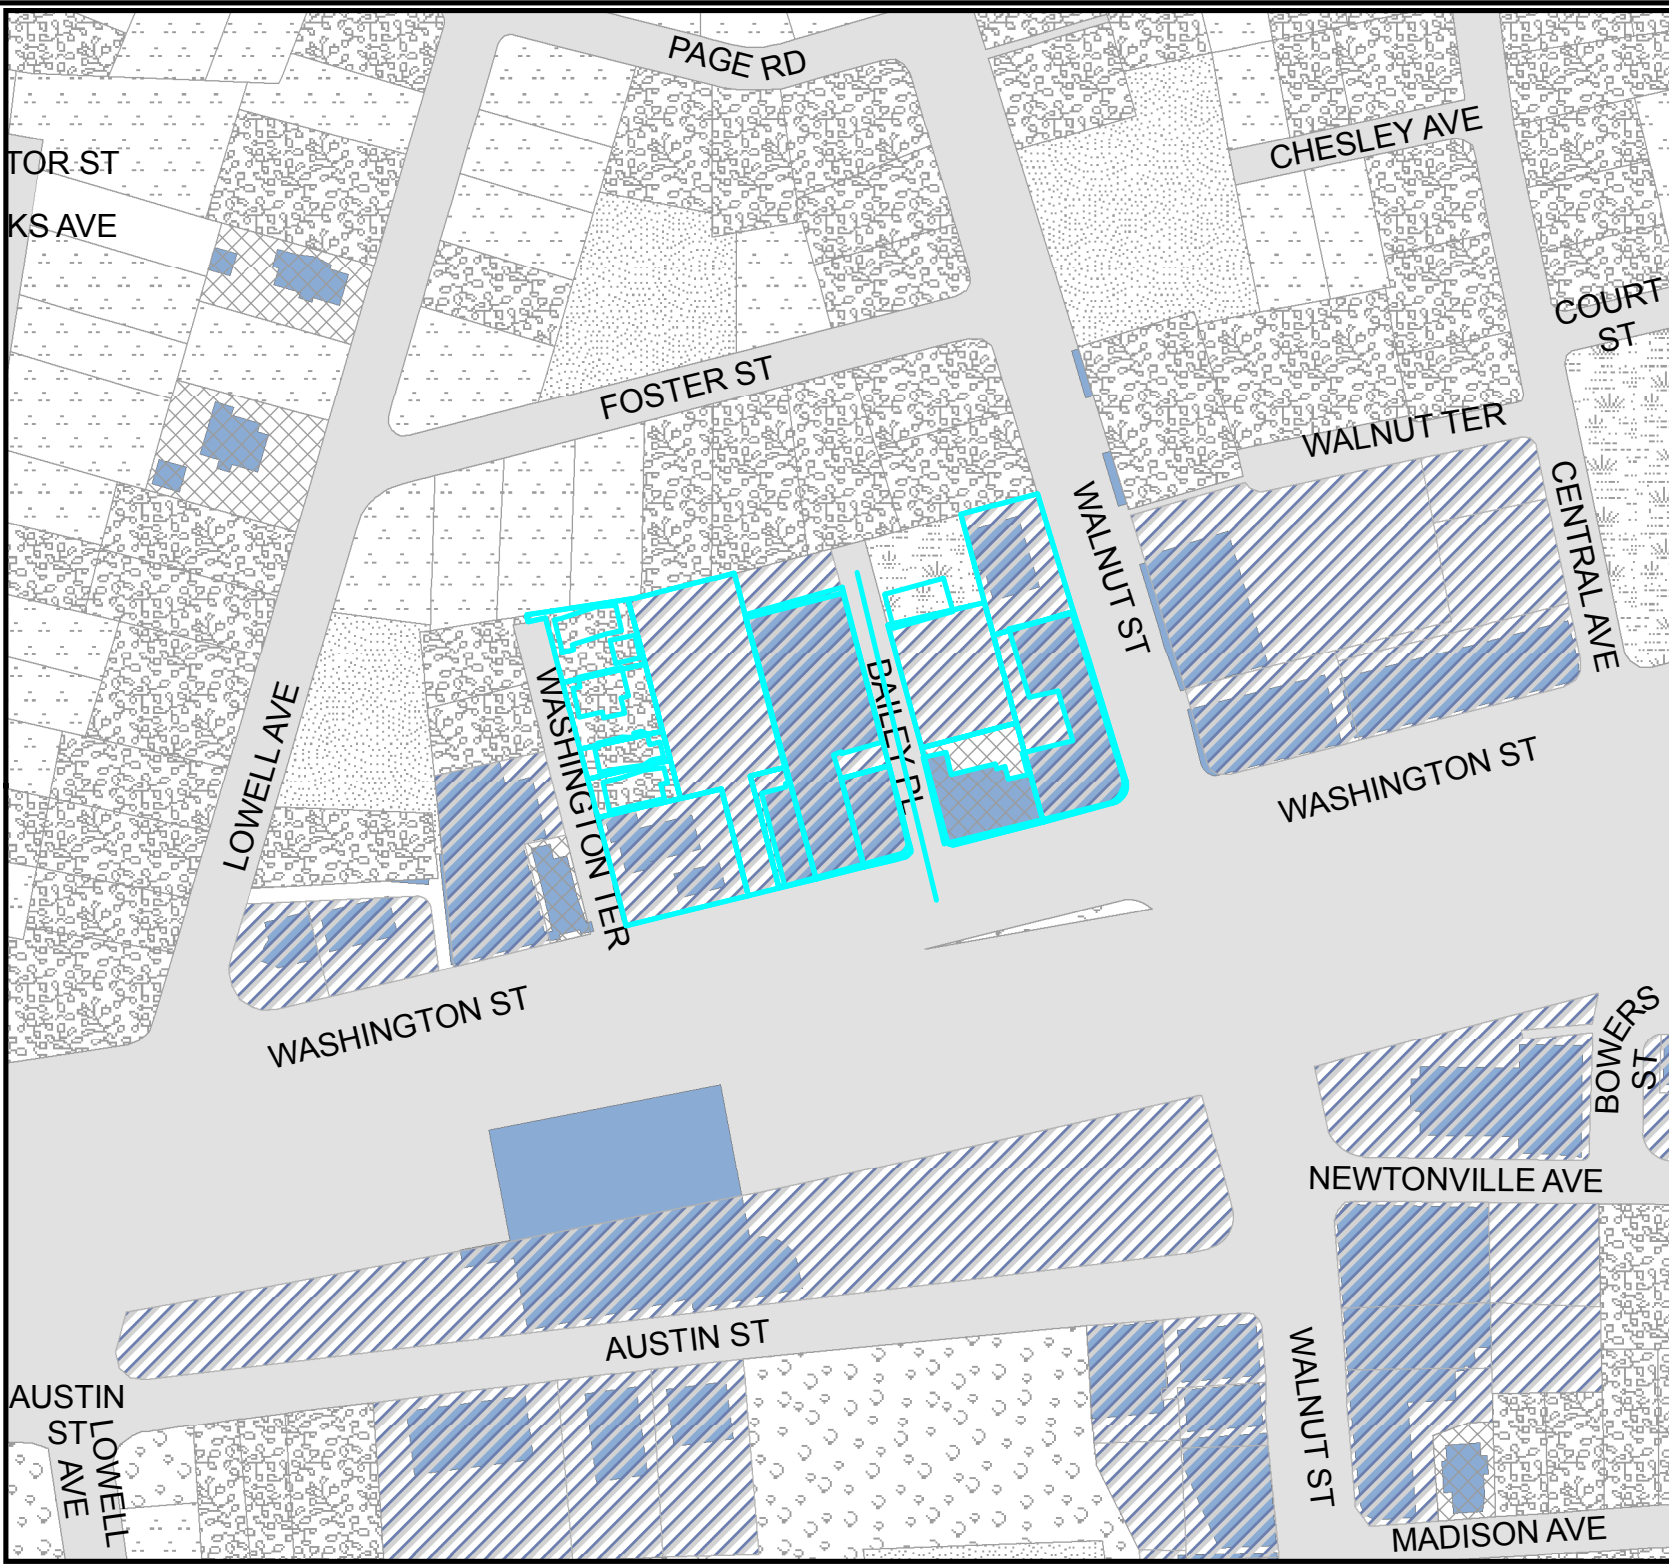 PAGE RD
CHESLEY AVE
TOR ST
KS AVE
COURT
ST
FOSTER ST
WALNUT TER
WALNUT ST
CENTRAL AVE
WASHINGTON TER
BAILEY PL
LOWELL AVE
WASHINGTON ST
WASHINGTON ST
BOWERS
ST
NEWTONVILLE AVE
AUSTIN ST
AUSTIN
ST
LOWELL
AVE
WALNUT ST
MADISON AVE